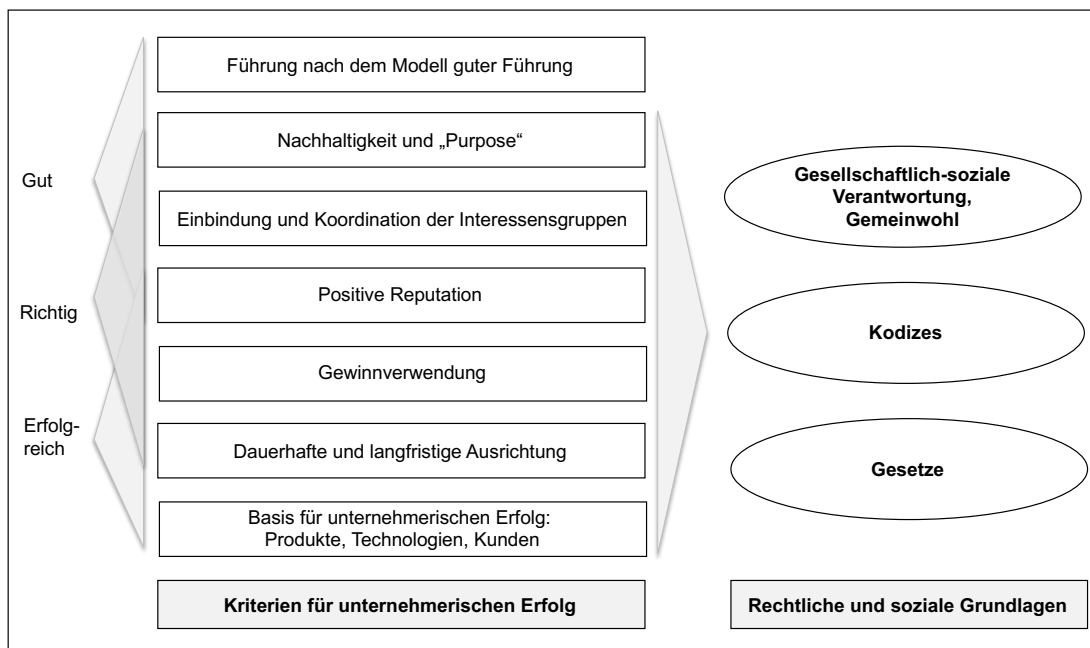 Gut
Richtig
Erfolg-
reich
Führung nach dem Modell guter Führung
Nachhaltigkeit und „Purpose“
Einbindung und Koordination der Interessensgruppen
Positive Reputation
Gewinnverwendung
Dauerhafte und langfristige Ausrichtung
Basis für unternehmerischen Erfolg:
Produkte, Technologien, Kunden
Kriterien für unternehmerischen Erfolg
Gesellschaftlich-soziale
Verantwortung,
Gemeinwohl
Kodizes
Gesetze
Rechtliche und soziale Grundlagen